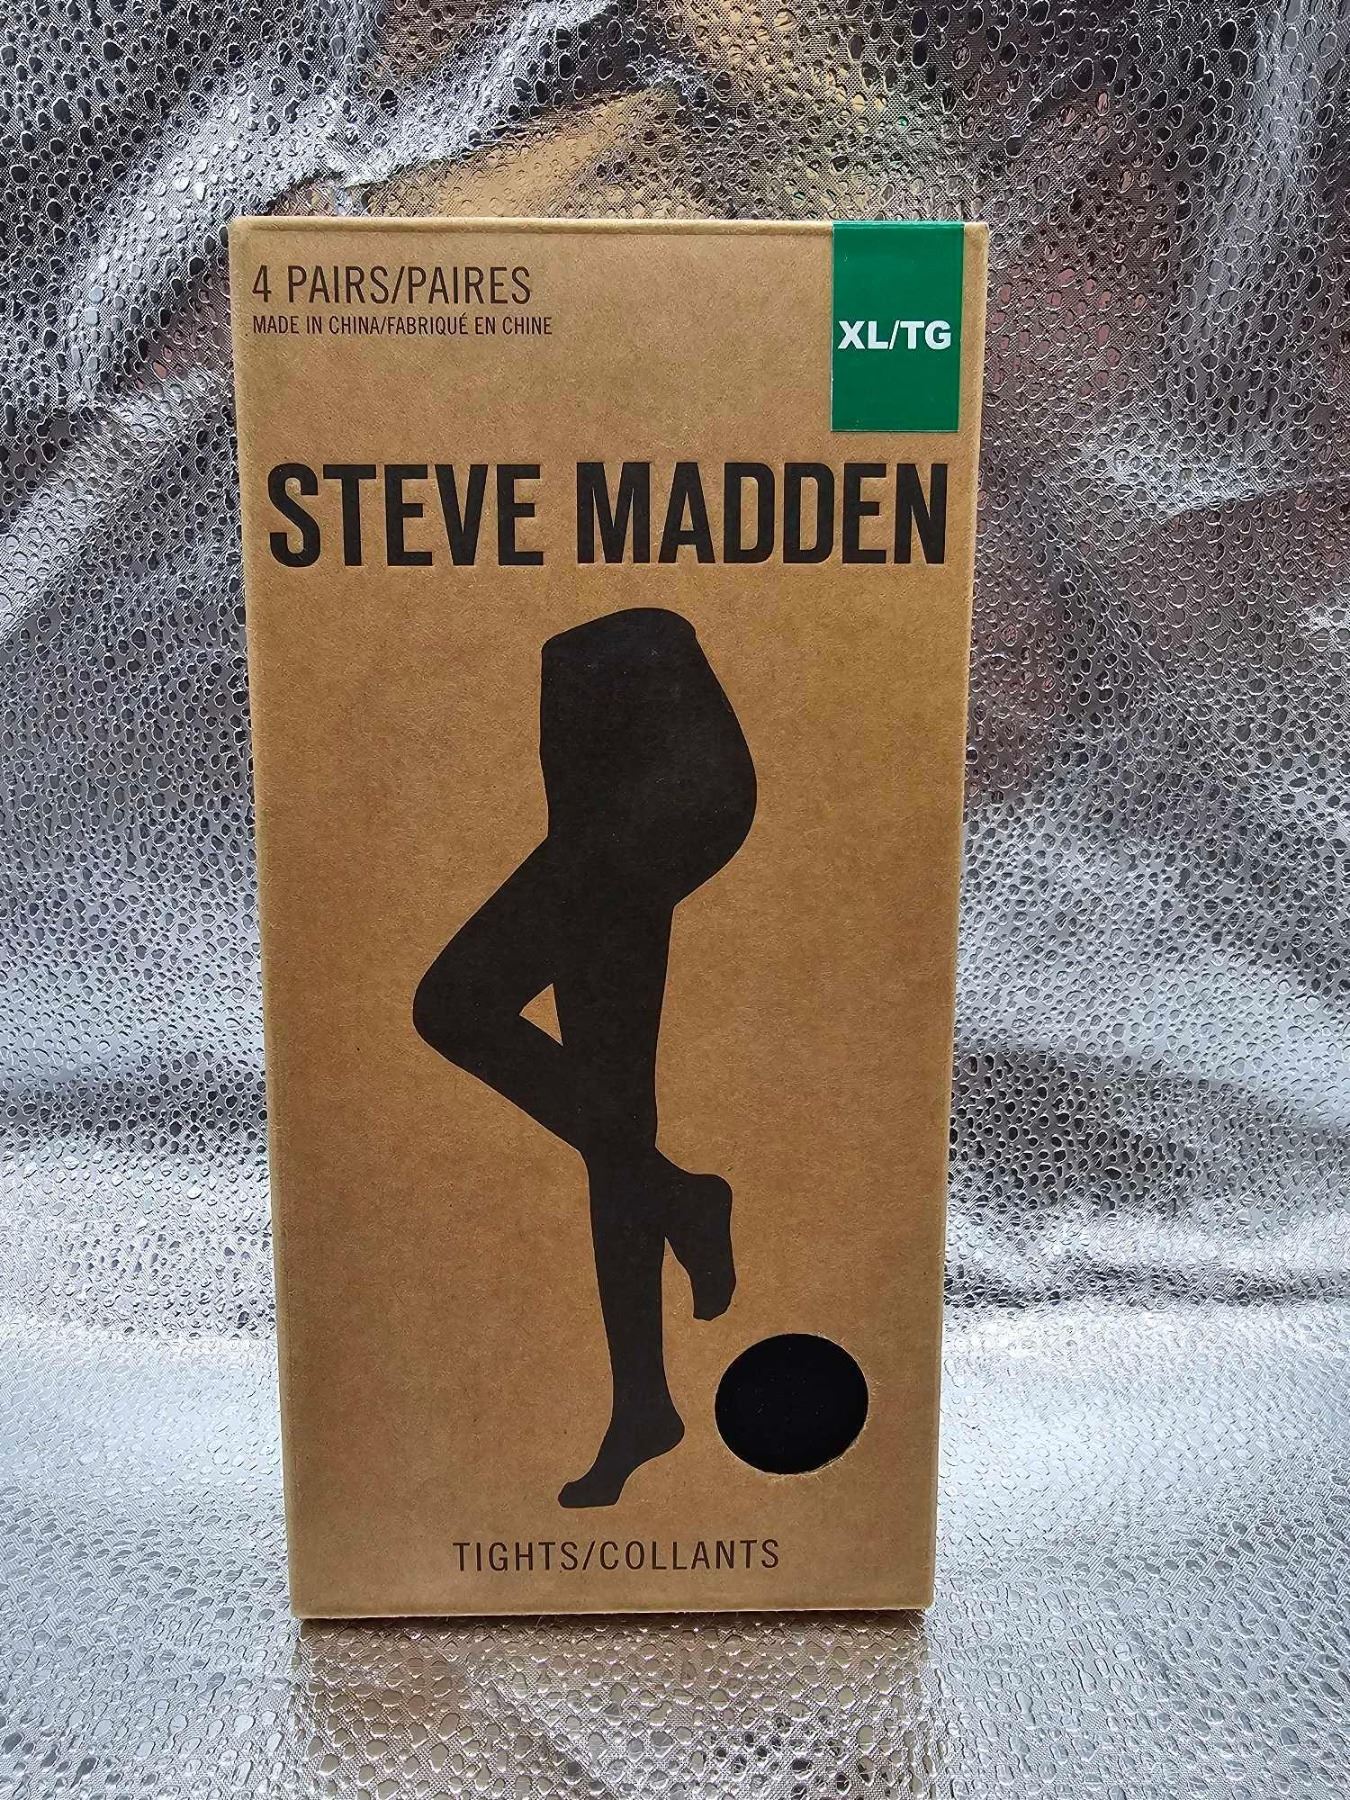 4 PAIRS/PAIRES
MADE IN CHINA/FABRIQUÉ EN CHINE
XL/TG
STEVE MADDEN
TIGHTS/COLLANTS